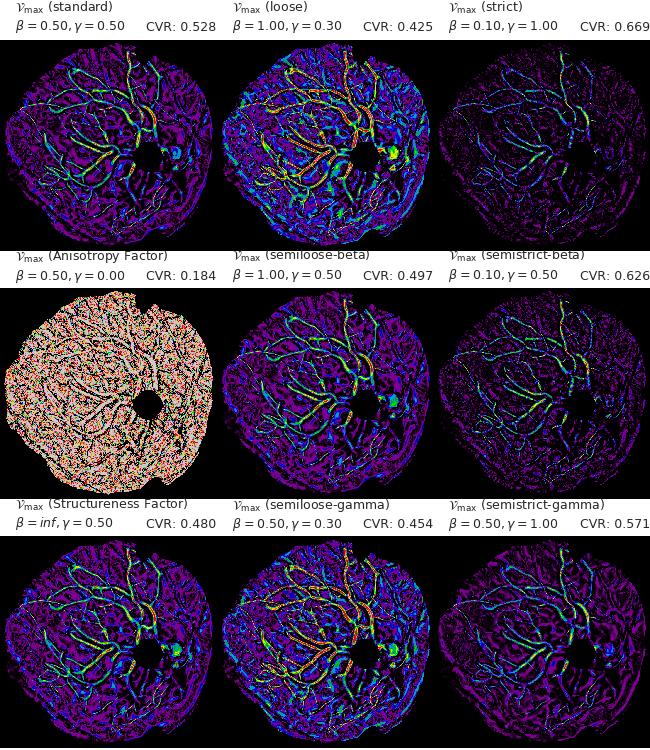 𝒱max (standard)
β = 0.50, γ = 0.50 CVR: 0.528
𝒱max (loose)
β = 1.00, γ = 0.30 CVR: 0.425
𝒱max (strict)
β = 0.10, γ = 1.00 CVR: 0.669
𝒱max (Anisotropy Factor)
β = 0.50, γ = 0.00 CVR: 0.184
𝒱max (semiloose-beta)
β = 1.00, γ = 0.50 CVR: 0.497
𝒱max (semistrict-beta)
β = 0.10, γ = 0.50 CVR: 0.626
𝒱max (Structureness Factor)
β = inf, γ = 0.50 CVR: 0.480
𝒱max (semiloose-gamma)
β = 0.50, γ = 0.30 CVR: 0.454
𝒱max (semistrict-gamma)
β = 0.50, γ = 1.00 CVR: 0.571